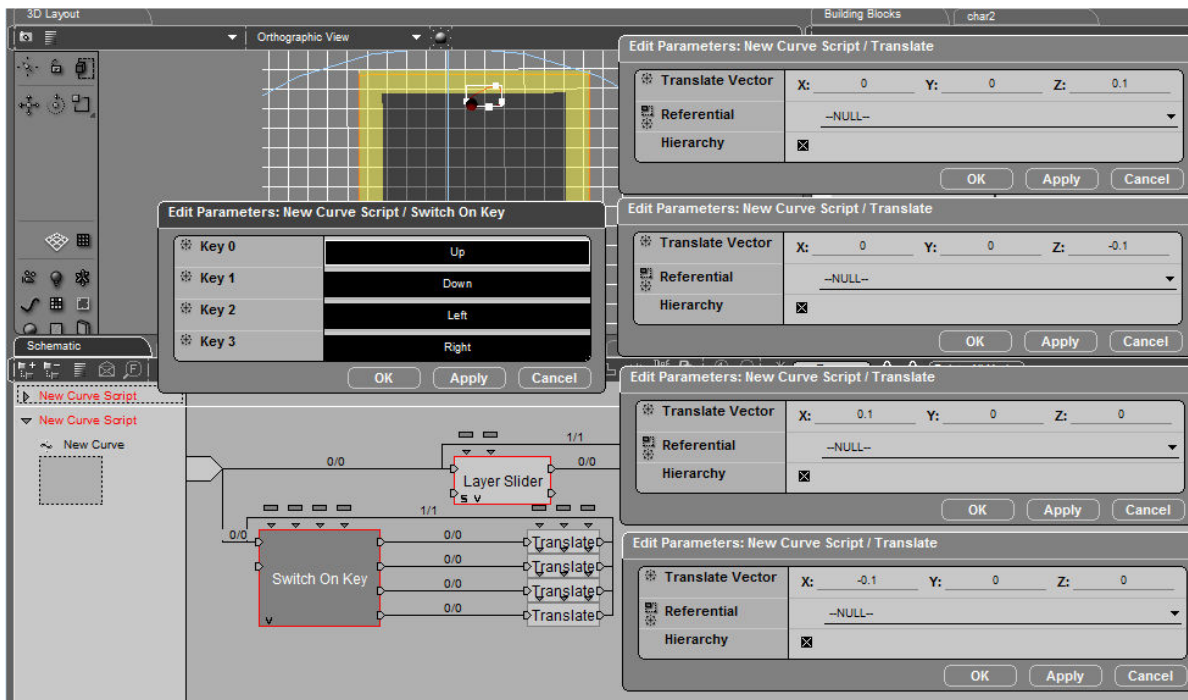 3D Layout
Building Blocks
char2
Orthographic View
Edit Parameters: New Curve Script / Translate
Translate Vector X: 0 Y: 0 Z: 0.1
Referential --NULL--
Hierarchy
OK Apply Cancel
Edit Parameters: New Curve Script / Switch On Key
Key 0 Up
Key 1 Down
Key 2 Left
Key 3 Right
OK Apply Cancel
Edit Parameters: New Curve Script / Translate
Translate Vector X: 0 Y: 0 Z: -0.1
Referential --NULL--
Hierarchy
OK Apply Cancel
Schematic
New Curve Script
New Curve Script
New Curve
Edit Parameters: New Curve Script / Translate
Translate Vector X: 0.1 Y: 0 Z: 0
Referential --NULL--
Hierarchy
OK Apply Cancel
1/1
0/0
0/0
Layer Slider
S V
1/1
0/0
Switch On Key
V
0/0 Translate
0/0 Translate
0/0 Translate
0/0 Translate
Edit Parameters: New Curve Script / Translate
Translate Vector X: -0.1 Y: 0 Z: 0
Referential --NULL--
Hierarchy
OK Apply Cancel